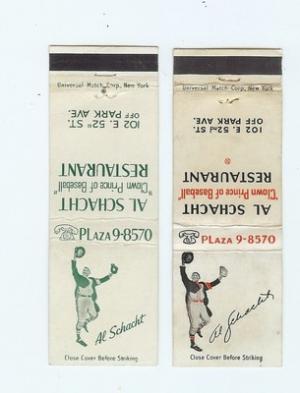 Universal Match Corp., New York
AL SCHACHT
"Clown Prince of Baseball"
RESTAURANT
102 E. 52nd ST.
OFF PARK AVE.
PLAZA 9-8570
Al Schacht
Close Cover Before Striking
Universal Match Corp., New York
AL SCHACHT
"Clown Prince of Baseball"
RESTAURANT
102 E. 52nd ST.
OFF PARK AVE.
PLAZA 9-8570
Al Schacht
Close Cover Before Striking